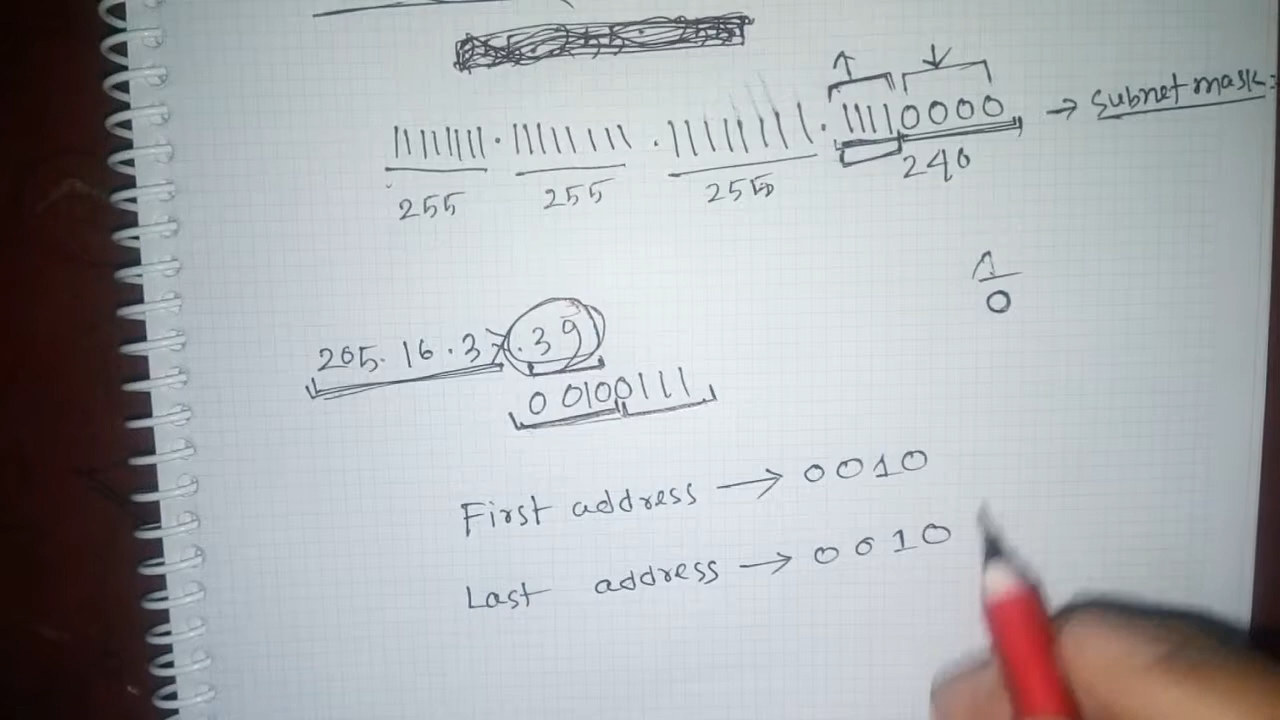 11111111.11111111.11111111.11110000 → Subnet mask:
255 255 255 240
1
0
205.16.37.39
00100111
First address → 0010
Last address → 0010